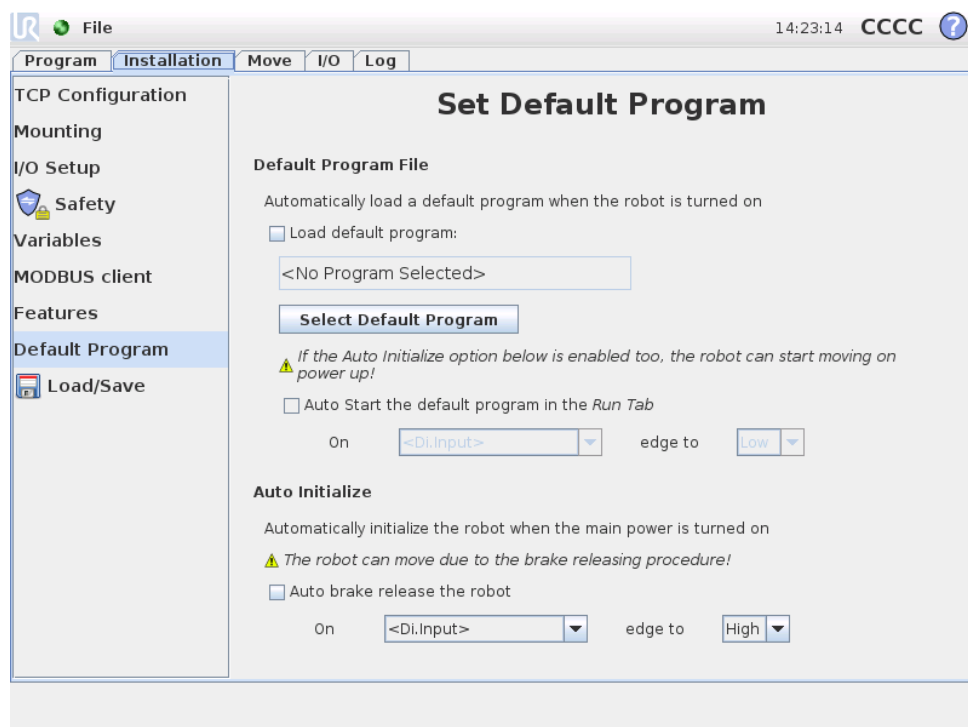 UR File 14:23:14 CCCC ?
Program Installation Move I/O Log
TCP Configuration
Mounting
I/O Setup
Safety
Variables
MODBUS client
Features
Default Program
Load/Save
Set Default Program
Default Program File
Automatically load a default program when the robot is turned on
Load default program:
<No Program Selected>
Select Default Program
If the Auto Initialize option below is enabled too, the robot can start moving on
power up!
Auto Start the default program in the Run Tab
On <Di.Input> edge to Low
Auto Initialize
Automatically initialize the robot when the main power is turned on
The robot can move due to the brake releasing procedure!
Auto brake release the robot
On <Di.Input> edge to High